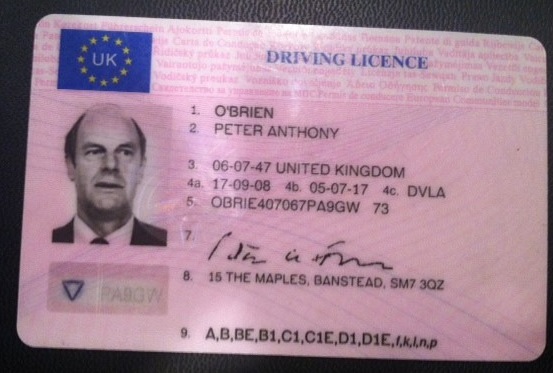 UK
DRIVING LICENCE
1. O'BRIEN
2. PETER ANTHONY
3. 06-07-47 UNITED KINGDOM
4a. 17-09-08 4b. 05-07-17 4c. DVLA
5. OBRIE407067PA9GW 73
7.
8. 15 THE MAPLES, BANSTEAD, SM7 3QZ
PA9GW
9. A,B,BE,B1,C1,C1E,D1,D1E,f,k,l,n,p